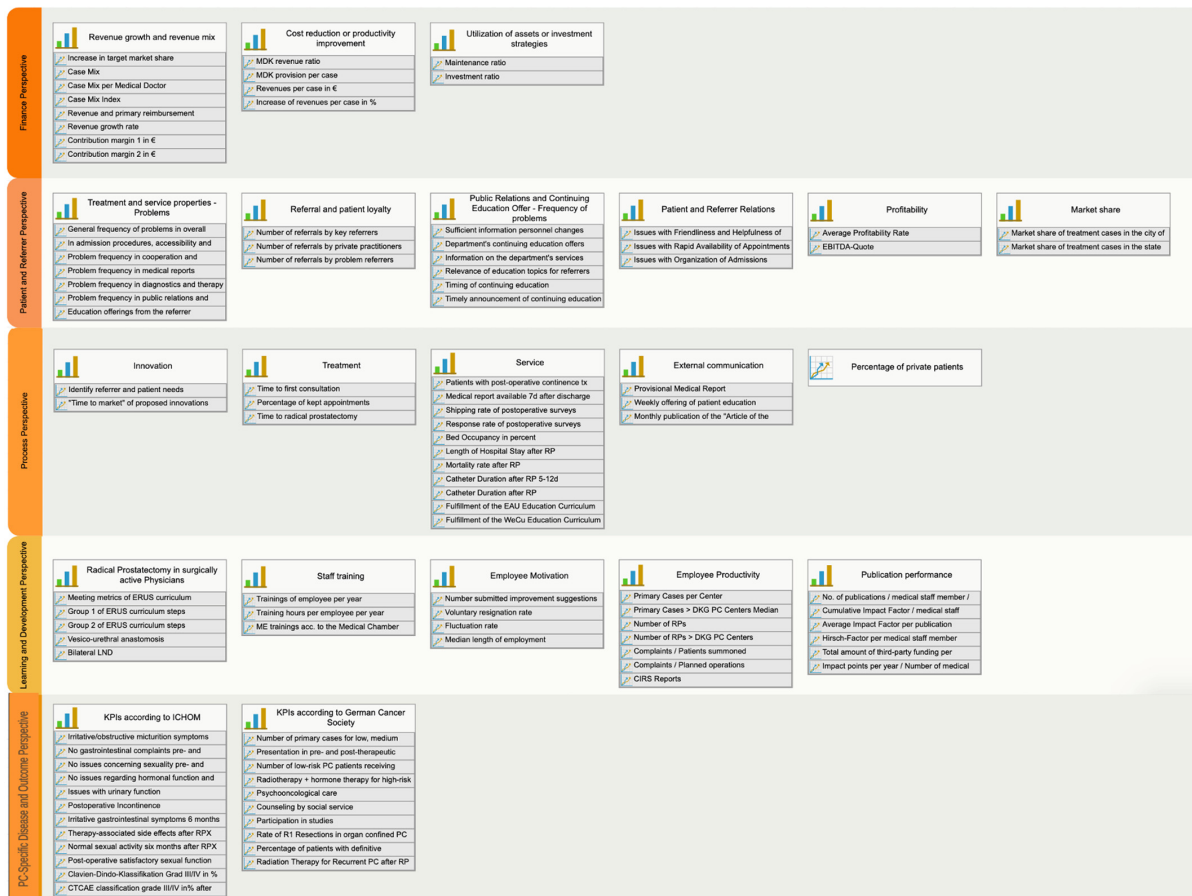 Finance Perspective
Revenue growth and revenue mix
Increase in target market share
Case Mix
Case Mix per Medical Doctor
Case Mix Index
Revenue and primary reimbursement
Revenue growth rate
Contribution margin 1 in €
Contribution margin 2 in €
Cost reduction or productivity
improvement
MDK revenue ratio
MDK provision per case
Revenues per case in €
Increase of revenues per case in %
Utilization of assets or investment
strategies
Maintenance ratio
Investment ratio
Patient and Referrer Perspective
Treatment and service properties -
Problems
General frequency of problems in overall
In admission procedures, accessibility and
Problem frequency in cooperation and
Problem frequency in medical reports
Problem frequency in diagnostics and therapy
Problem frequency in public relations and
Education offerings from the referrer
Referral and patient loyalty
Number of referrals by key referrers
Number of referrals by private practitioners
Number of referrals by problem referrers
Public Relations and Continuing
Education Offer - Frequency of
problems
Sufficient information personnel changes
Department's continuing education offers
Information on the department's services
Relevance of education topics for referrers
Timing of continuing education
Timely announcement of continuing education
Patient and Referrer Relations
Issues with Friendliness and Helpfulness of
Issues with Rapid Availability of Appointments
Issues with Organization of Admissions
Profitability
Average Profitability Rate
EBITDA-Quote
Market share
Market share of treatment cases in the city of
Market share of treatment cases in the state
Process Perspective
Innovation
Identify referrer and patient needs
"Time to market" of proposed innovations
Treatment
Time to first consultation
Percentage of kept appointments
Time to radical prostatectomy
Service
Patients with post-operative continence tx
Medical report available 7d after discharge
Shipping rate of postoperative surveys
Response rate of postoperative surveys
Bed Occupancy in percent
Length of Hospital Stay after RP
Mortality rate after RP
Catheter Duration after RP 5-12d
Catheter Duration after RP
Fulfillment of the EAU Education Curriculum
Fulfillment of the WeCu Education Curriculum
External communication
Provisional Medical Report
Weekly offering of patient education
Monthly publication of the "Article of the
Percentage of private patients
Learning and Development Perspective
Radical Prostatectomy in surgically
active Physicians
Meeting metrics of ERUS curriculum
Group 1 of ERUS curriculum steps
Group 2 of ERUS curriculum steps
Vesico-urethral anastomosis
Bilateral LND
Staff training
Trainings of employee per year
Training hours per employee per year
ME trainings acc. to the Medical Chamber
Employee Motivation
Number submitted improvement suggestions
Voluntary resignation rate
Fluctuation rate
Median length of employment
Employee Productivity
Primary Cases per Center
Primary Cases > DKG PC Centers Median
Number of RPs
Number of RPs > DKG PC Centers
Complaints / Patients summoned
Complaints / Planned operations
CIRS Reports
Publication performance
No. of publications / medical staff member /
Cumulative Impact Factor / medical staff
Average Impact Factor per publication
Hirsch-Factor per medical staff member
Total amount of third-party funding per
Impact points per year / Number of medical
PC-Specific Disease and Outcome Perspective
KPIs according to ICHOM
Irritative/obstructive micturition symptoms
No gastrointestinal complaints pre- and
No issues concerning sexuality pre- and
No issues regarding hormonal function and
Issues with urinary function
Postoperative Incontinence
Irritative gastrointestinal symptoms 6 months
Therapy-associated side effects after RPX
Normal sexual activity six months after RPX
Post-operative satisfactory sexual function
Clavien-Dindo-Klassifikation Grad III/IV in %
CTCAE classification grade III/IV in% after
KPIs according to German Cancer
Society
Number of primary cases for low, medium
Presentation in pre- and post-therapeutic
Number of low-risk PC patients receiving
Radiotherapy + hormone therapy for high-risk
Psychooncological care
Counseling by social service
Participation in studies
Rate of R1 Resections in organ confined PC
Percentage of patients with definitive
Radiation Therapy for Recurrent PC after RP